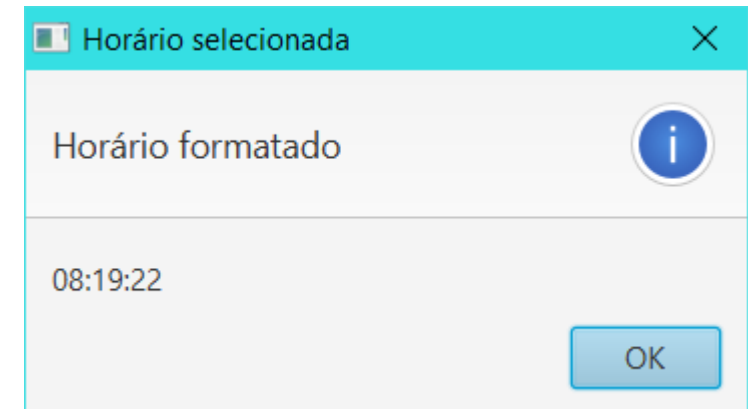 Horário selecionada
Horário formatado
i
08:19:22
OK